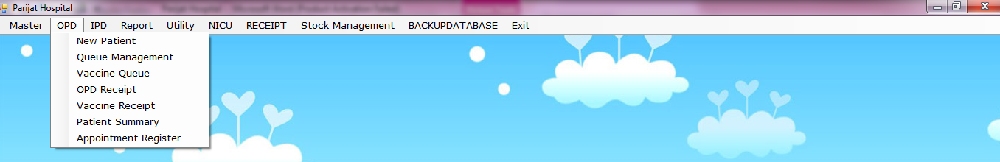 Parijat Hospital
Master OPD IPD Report Utility NICU RECEIPT Stock Management BACKUPDATABASE Exit
New Patient
Queue Management
Vaccine Queue
OPD Receipt
Vaccine Receipt
Patient Summary
Appointment Register